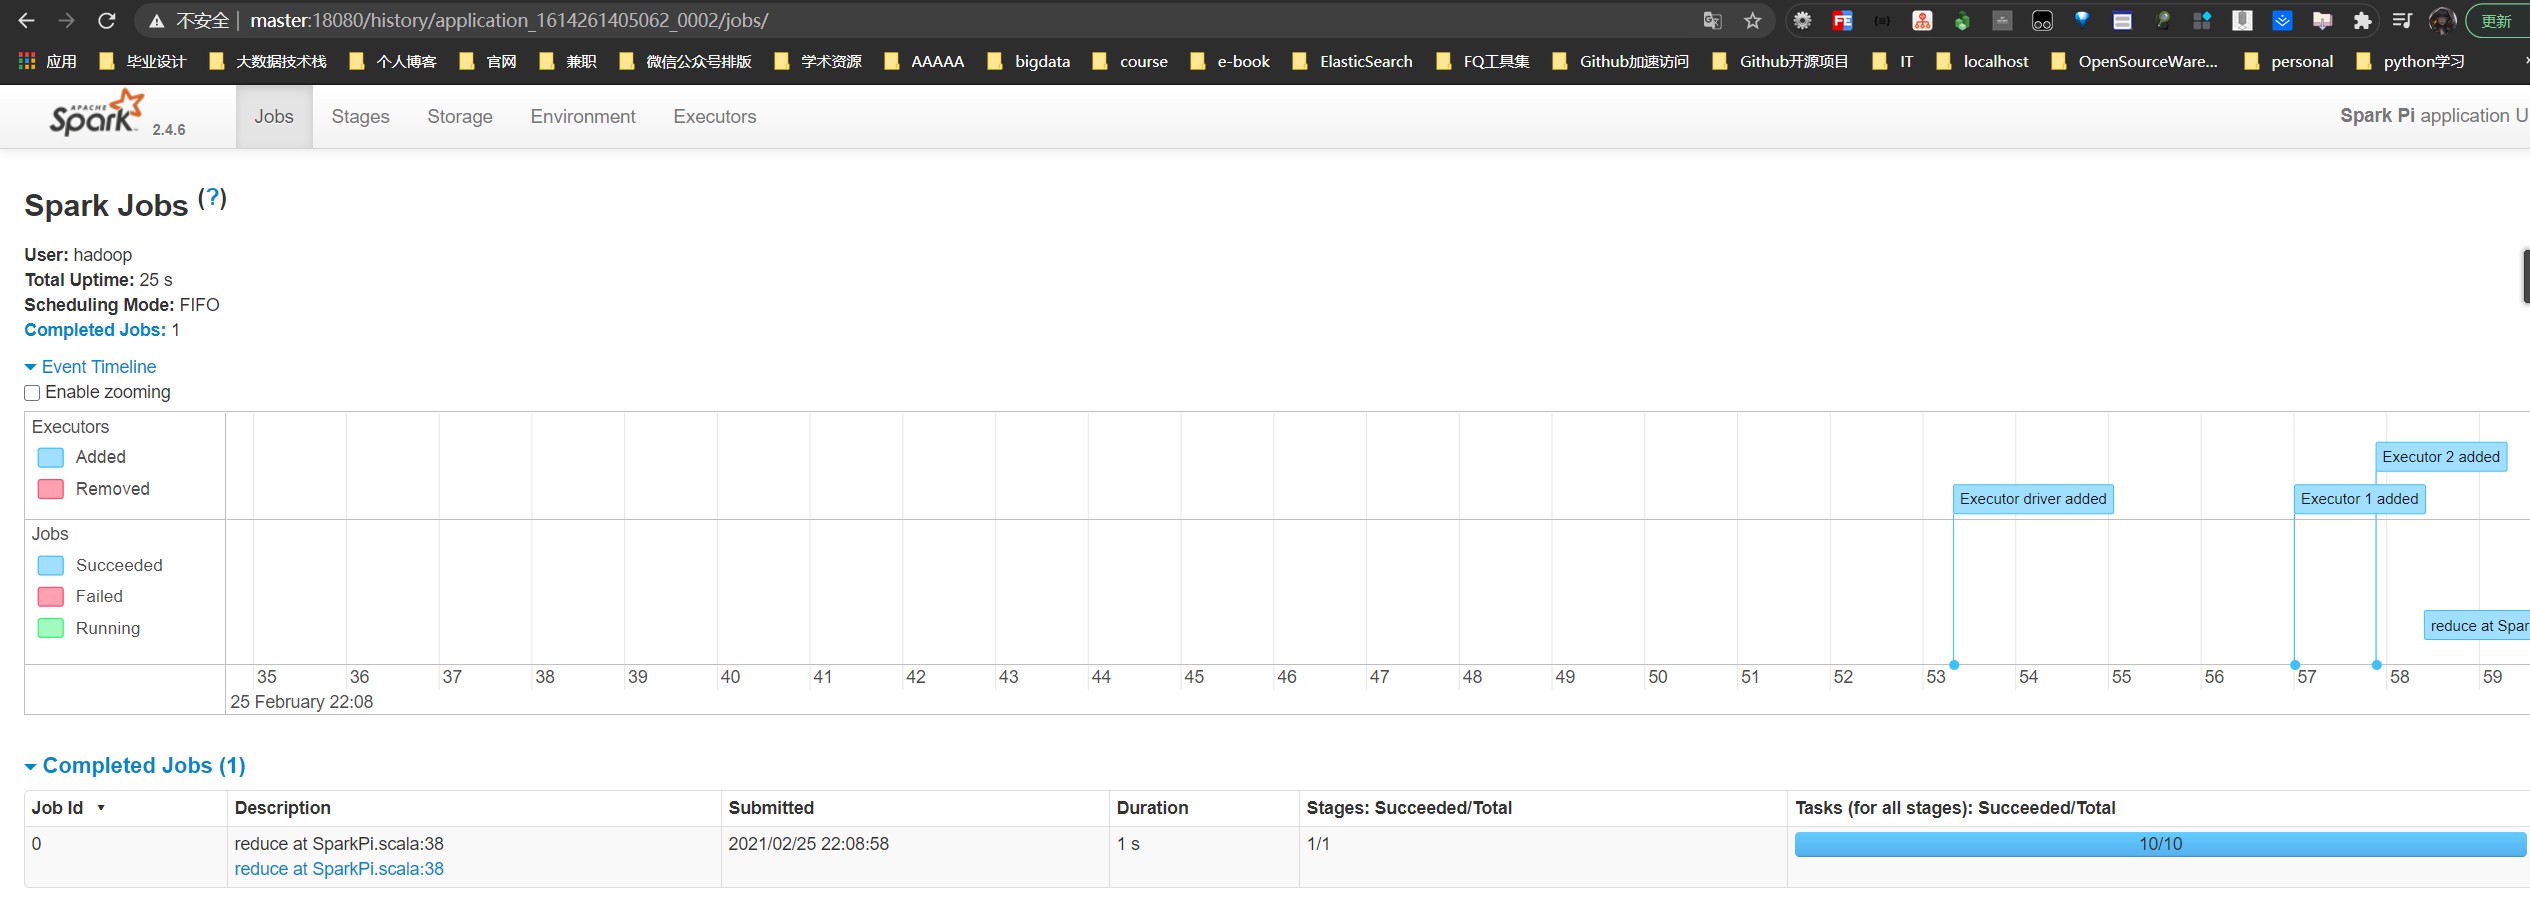 不安全 | master:18080/history/application_1614261405062_0002/jobs/
更新
应用 毕业设计 大数据技术栈 个人博客 官网 兼职 微信公众号排版 学术资源 AAAAA bigdata course e-book ElasticSearch FQ工具集 Github加速访问 Github开源项目 IT localhost OpenSourceWare... personal python学习
APACHE Spark 2.4.6 Jobs Stages Storage Environment Executors Spark Pi application U
Spark Jobs (?)
User: hadoop
Total Uptime: 25 s
Scheduling Mode: FIFO
Completed Jobs: 1
Event Timeline
Enable zooming
Executors
Added
Removed
Executor 2 added
Executor driver added Executor 1 added
Jobs
Succeeded
Failed
Running
reduce at Spar
35 36 37 38 39 40 41 42 43 44 45 46 47 48 49 50 51 52 53 54 55 56 57 58 59
25 February 22:08
Completed Jobs (1)
Job Id Description Submitted Duration Stages: Succeeded/Total Tasks (for all stages): Succeeded/Total
0 reduce at SparkPi.scala:38 2021/02/25 22:08:58 1 s 1/1 10/10
reduce at SparkPi.scala:38